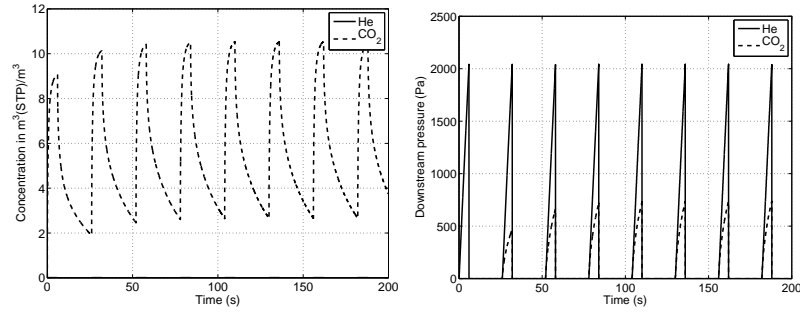 Concentration in m³(STP)/m³
12
10
8
6
4
2
0
0
50
100
150
200
Time (s)
He
CO₂
Downstream pressure (Pa)
2500
2000
1500
1000
500
0
0
50
100
150
200
Time (s)
He
CO₂